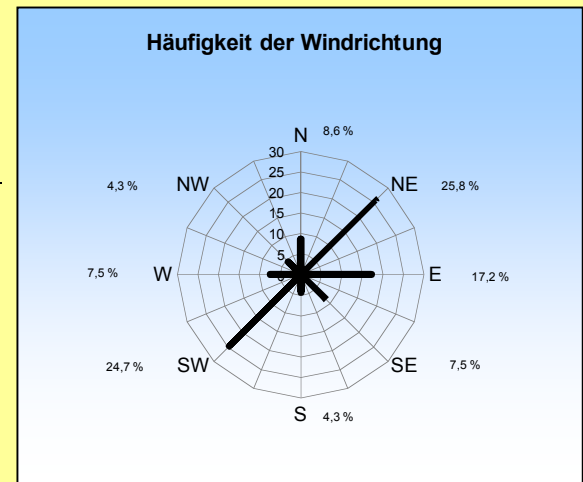 Häufigkeit der Windrichtung
N 8,6 %
30
25
20
15
10
5
0
NW 4,3 %
NE 25,8 %
W 7,5 %
E 17,2 %
SW 24,7 %
SE 7,5 %
S 4,3 %